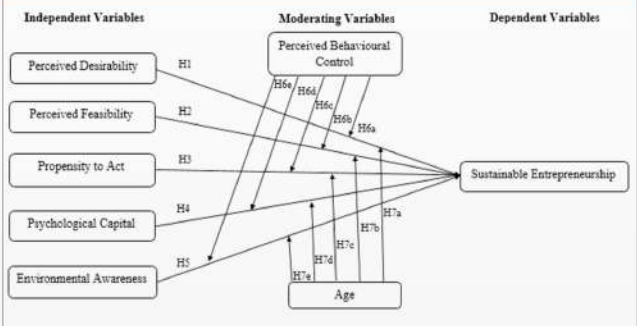 Independent Variables
Moderating Variables
Dependent Variables
Perceived Behavioural
Control
Perceived Desirability
H1
H6e
H6d
H6c
H6b
H6a
Perceived Feasibility
H2
Propensity to Act
H3
Sustainable Entrepreneurship
Psychological Capital
H4
H7a
H7b
H7c
H7d
H7e
H5
Environmental Awareness
Age